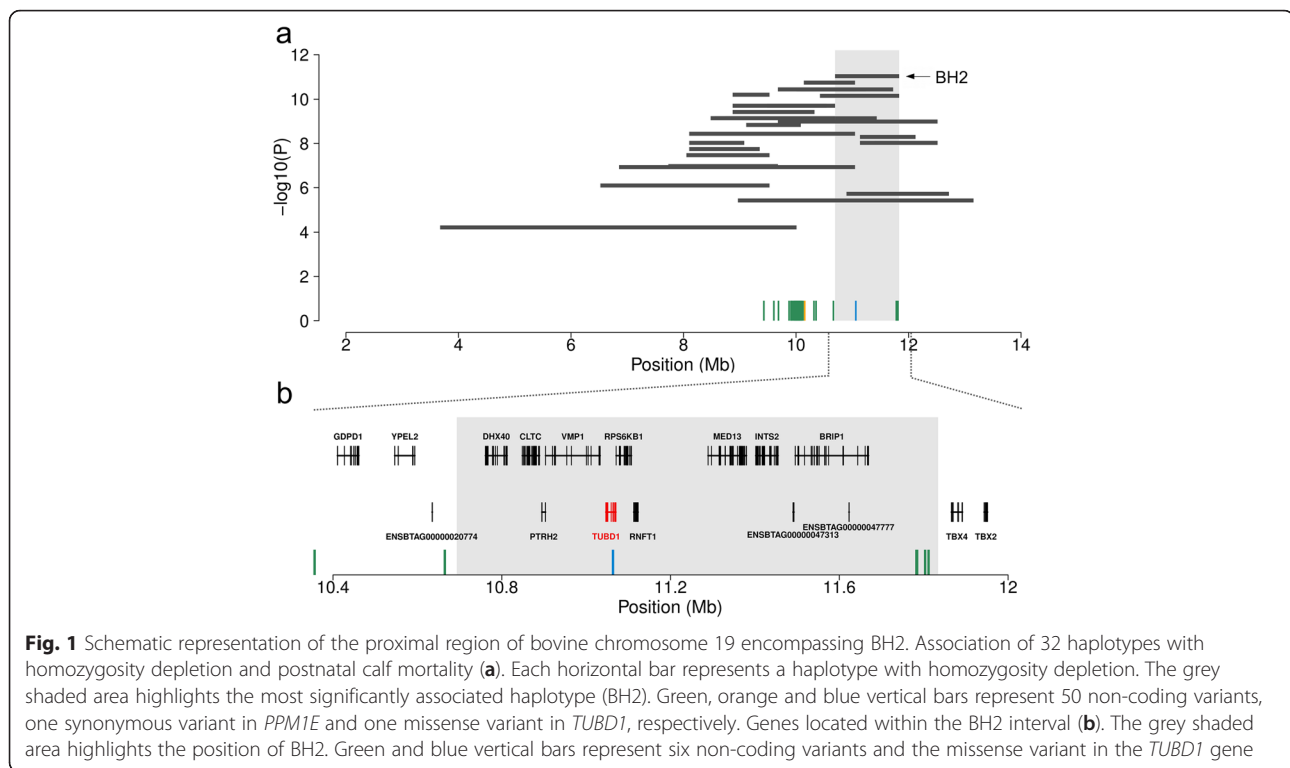 a
12
10
8
6
4
2
0
−log10(P)
BH2
2 4 6 8 10 12 14
Position (Mb)
b
GDPD1 YPEL2 DHX40 CLTC VMP1 RPS6KB1 MED13 INTS2 BRIP1
ENSBTAG00000020774 PTRH2 TUBD1 RNFT1 ENSBTAG00000047313 ENSBTAG00000047777 TBX4 TBX2
10.4 10.8 11.2 11.6 12
Position (Mb)
Fig. 1 Schematic representation of the proximal region of bovine chromosome 19 encompassing BH2. Association of 32 haplotypes with
homozygosity depletion and postnatal calf mortality (a). Each horizontal bar represents a haplotype with homozygosity depletion. The grey
shaded area highlights the most significantly associated haplotype (BH2). Green, orange and blue vertical bars represent 50 non-coding variants,
one synonymous variant in PPM1E and one missense variant in TUBD1, respectively. Genes located within the BH2 interval (b). The grey shaded
area highlights the position of BH2. Green and blue vertical bars represent six non-coding variants and the missense variant in the TUBD1 gene